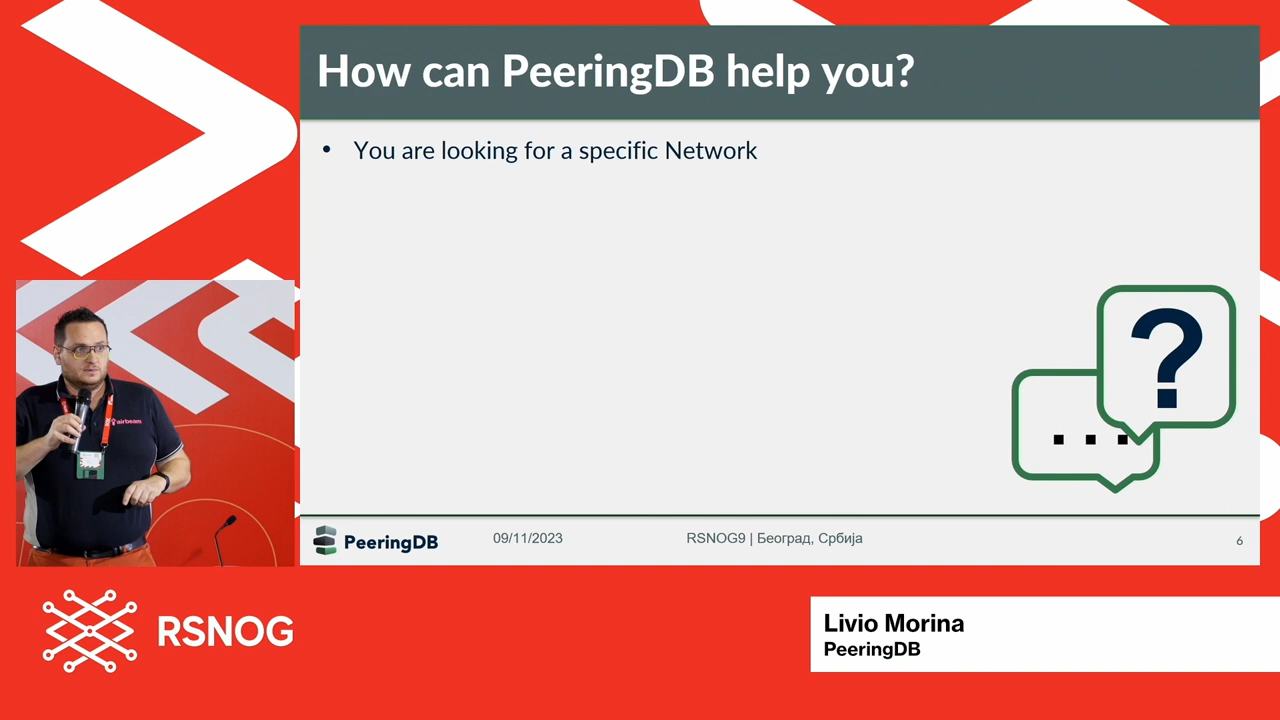 How can PeeringDB help you?
• You are looking for a specific Network
airbeam
?
...
PeeringDB
09/11/2023
RSNOG9 | Београд, Србија
6
RSNOG
Livio Morina
PeeringDB